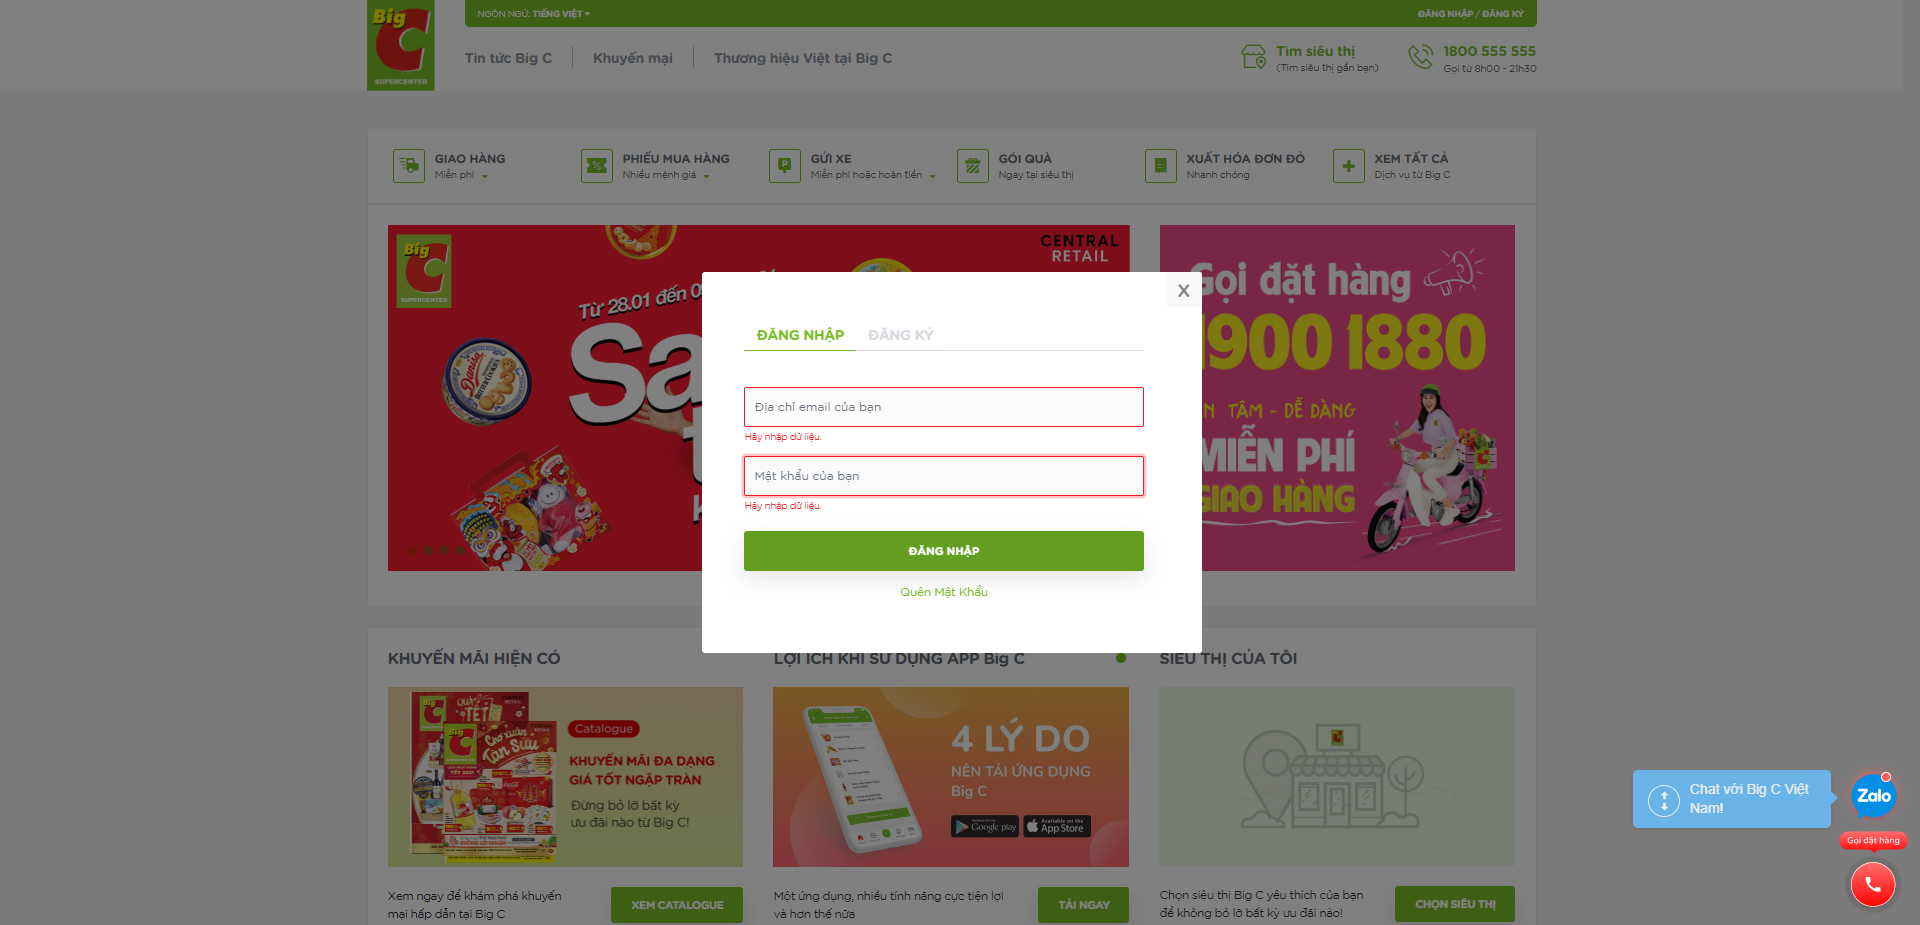 Big
C
SUPERCENTER
NGÔN NGỮ: TIẾNG VIỆT
ĐĂNG NHẬP / ĐĂNG KÝ
Tin tức Big C
Khuyến mại
Thương hiệu Việt tại Big C
Tìm siêu thị
(Tìm siêu thị gần bạn)
1800 555 555
Gọi từ 8h00 - 21h30
GIAO HÀNG
Miễn phí
PHIẾU MUA HÀNG
Nhiều mệnh giá
GỬI XE
Miễn phí hoặc hoàn tiền
GÓI QUÀ
Ngay tại siêu thị
XUẤT HÓA ĐƠN ĐỎ
Nhanh chóng
XEM TẤT CẢ
Dịch vụ từ Big C
Big
C
SUPERCENTER
CENTRAL
RETAIL
Từ 28.01 đến
Sa
Danisa
BUTTER COOKIES
Gọi đặt hàng
1900 1880
TÂM - DỄ DÀNG
MIỄN PHÍ
GIAO HÀNG
X
ĐĂNG NHẬP
ĐĂNG KÝ
Địa chỉ email của bạn
Hãy nhập dữ liệu.
Mật khẩu của bạn
Hãy nhập dữ liệu.
ĐĂNG NHẬP
Quên Mật Khẩu
KHUYẾN MÃI HIỆN CÓ
LỢI ÍCH KHI SỬ DỤNG APP Big C
SIÊU THỊ CỦA TÔI
QUÀ TẾT
Chợ xuân
Tân Sửu
TẾT 2021
Catalogue
KHUYẾN MÃI ĐA DẠNG
GIÁ TỐT NGẬP TRÀN
Đừng bỏ lỡ bất kỳ
ưu đãi nào từ Big C!
4 LÝ DO
NÊN TẢI ỨNG DỤNG
Big C
Google play
Available on the
App Store
Xem ngay để khám phá khuyến
mại hấp dẫn tại Big C
XEM CATALOGUE
Một ứng dụng, nhiều tính năng cực tiện lợi
và hơn thế nữa
TẢI NGAY
Chọn siêu thị Big C yêu thích của bạn
để không bỏ lỡ bất kỳ ưu đãi nào!
CHỌN SIÊU THỊ
Chat với Big C Việt
Nam!
Zalo
Gọi đặt hàng